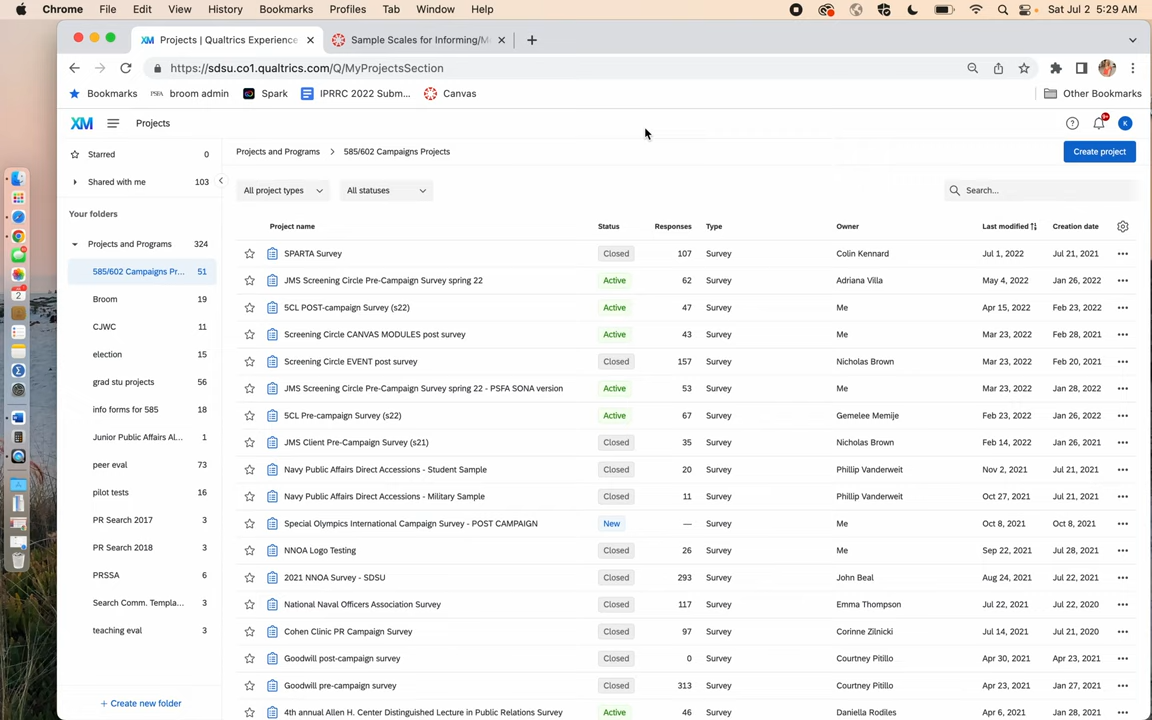 Chrome File Edit View History Bookmarks Profiles Tab Window Help Sat Jul 2 5:29 AM
Projects | Qualtrics Experience Sample Scales for Informing/M
https://sdsu.co1.qualtrics.com/Q/MyProjectsSection
Bookmarks PSFA broom admin Spark IPRRC 2022 Subm... Canvas Other Bookmarks
XM Projects 9+ K
Starred 0
Projects and Programs > 585/602 Campaigns Projects Create project
Shared with me 103
All project types All statuses Search...
Your folders
Project name Status Responses Type Owner Last modified Creation date
Projects and Programs 324
585/602 Campaigns Pr... 51
Broom 19
CJWC 11
election 15
grad stu projects 56
info forms for 585 18
Junior Public Affairs Al... 1
peer eval 73
pilot tests 16
PR Search 2017 3
PR Search 2018 3
PRSSA 6
Search Comm. Templa... 3
teaching eval 3
+ Create new folder
SPARTA Survey Closed 107 Survey Colin Kennard Jul 1, 2022 Jul 21, 2021
JMS Screening Circle Pre-Campaign Survey spring 22 Active 62 Survey Adriana Villa May 4, 2022 Jan 26, 2022
5CL POST-campaign Survey (s22) Active 47 Survey Me Apr 15, 2022 Feb 23, 2022
Screening Circle CANVAS MODULES post survey Active 43 Survey Me Mar 23, 2022 Feb 28, 2021
Screening Circle EVENT post survey Closed 157 Survey Nicholas Brown Mar 23, 2022 Feb 20, 2021
JMS Screening Circle Pre-Campaign Survey spring 22 - PSFA SONA version Active 53 Survey Me Mar 23, 2022 Jan 28, 2022
5CL Pre-campaign Survey (s22) Active 67 Survey Gemelee Memije Feb 23, 2022 Jan 26, 2022
JMS Client Pre-Campaign Survey (s21) Closed 35 Survey Nicholas Brown Feb 14, 2022 Jan 26, 2021
Navy Public Affairs Direct Accessions - Student Sample Closed 20 Survey Phillip Vanderweit Nov 2, 2021 Jul 21, 2021
Navy Public Affairs Direct Accessions - Military Sample Closed 11 Survey Phillip Vanderweit Oct 27, 2021 Jul 21, 2021
Special Olympics International Campaign Survey - POST CAMPAIGN New — Survey Me Oct 8, 2021 Oct 8, 2021
NNOA Logo Testing Closed 26 Survey Me Sep 22, 2021 Jul 28, 2021
2021 NNOA Survey - SDSU Closed 293 Survey John Beal Aug 24, 2021 Jul 22, 2021
National Naval Officers Association Survey Closed 117 Survey Emma Thompson Jul 22, 2021 Jul 22, 2020
Cohen Clinic PR Campaign Survey Closed 97 Survey Corinne Zilnicki Jul 14, 2021 Jul 21, 2020
Goodwill post-campaign survey Closed 0 Survey Courtney Pitillo Apr 30, 2021 Apr 23, 2021
Goodwill pre-campaign survey Closed 313 Survey Courtney Pitillo Apr 23, 2021 Jan 27, 2021
4th annual Allen H. Center Distinguished Lecture in Public Relations Survey Active 46 Survey Daniella Rodiles Apr 6, 2021 Jan 28, 2021